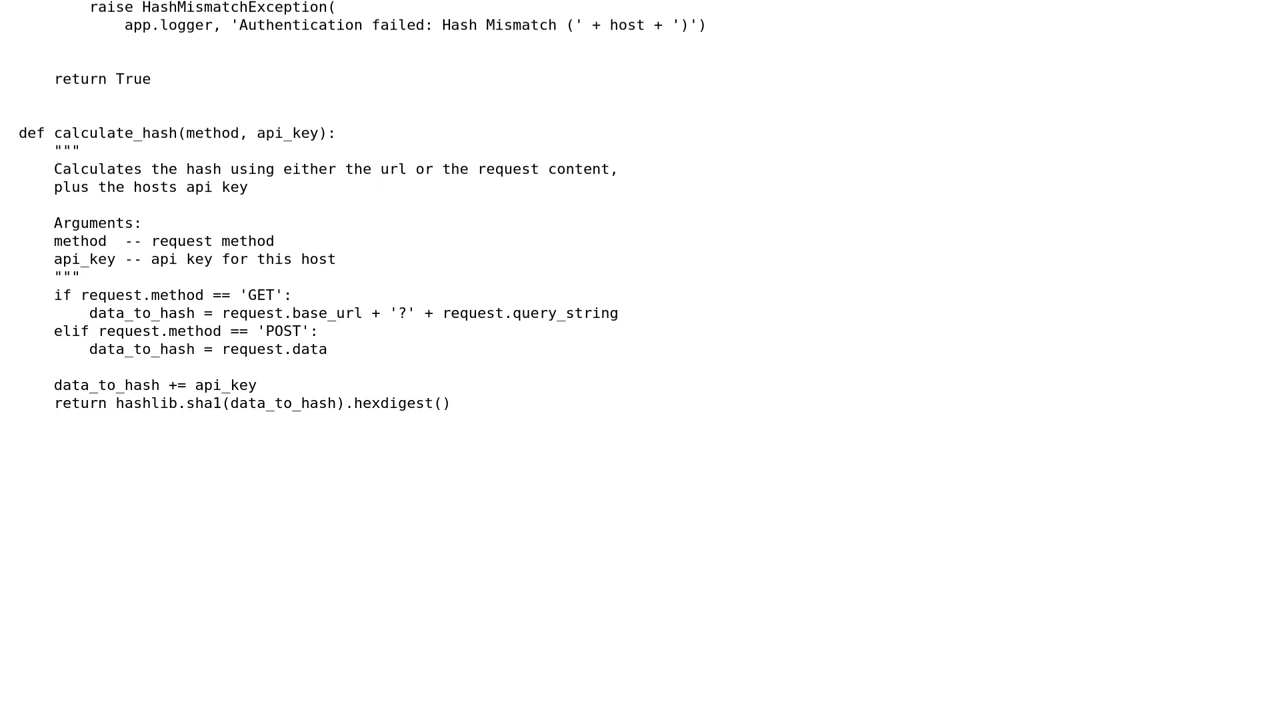 raise HashMismatchException(
            app.logger, 'Authentication failed: Hash Mismatch (' + host + ')')


    return True


def calculate_hash(method, api_key):
    """
    Calculates the hash using either the url or the request content,
    plus the hosts api key

    Arguments:
    method  -- request method
    api_key -- api key for this host
    """
    if request.method == 'GET':
        data_to_hash = request.base_url + '?' + request.query_string
    elif request.method == 'POST':
        data_to_hash = request.data

    data_to_hash += api_key
    return hashlib.sha1(data_to_hash).hexdigest()